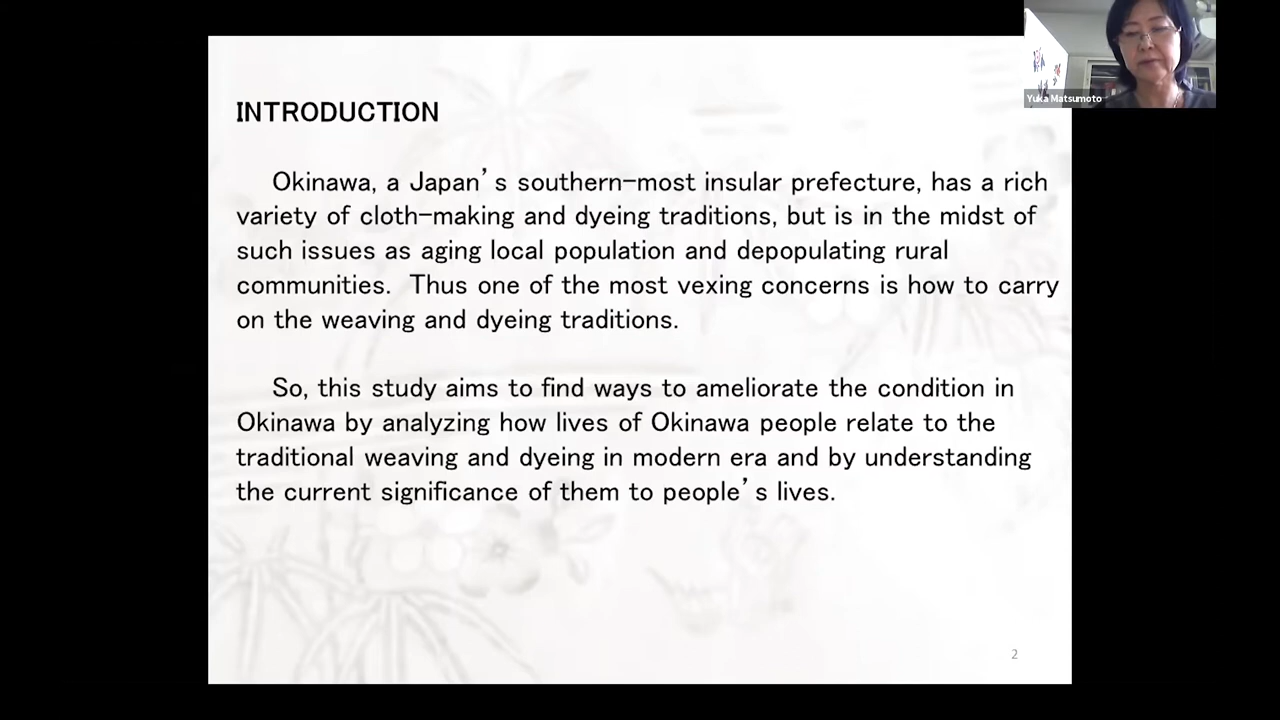 INTRODUCTION
Okinawa, a Japan's southern-most insular prefecture, has a rich
variety of cloth-making and dyeing traditions, but is in the midst of
such issues as aging local population and depopulating rural
communities. Thus one of the most vexing concerns is how to carry
on the weaving and dyeing traditions.
So, this study aims to find ways to ameliorate the condition in
Okinawa by analyzing how lives of Okinawa people relate to the
traditional weaving and dyeing in modern era and by understanding
the current significance of them to people's lives.
2
Yuka Matsumoto